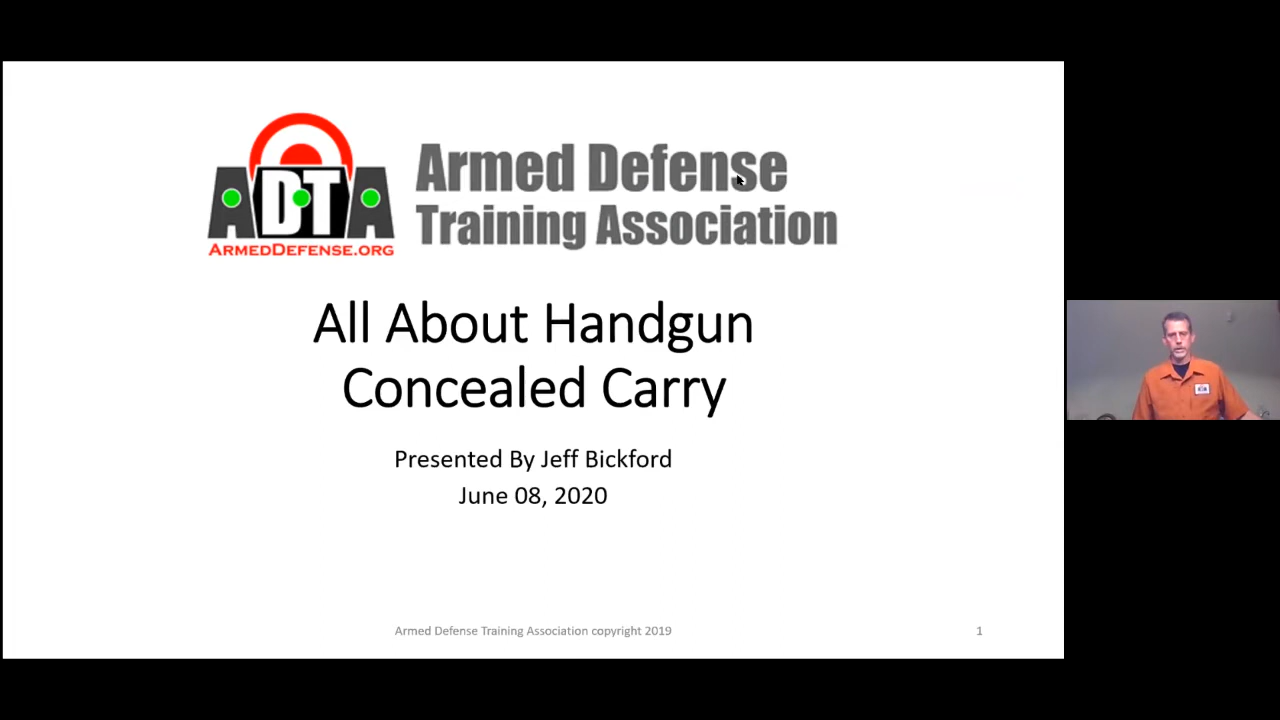 ADTA
ARMEDDEFENSE.ORG
Armed Defense
Training Association
All About Handgun
Concealed Carry
Presented By Jeff Bickford
June 08, 2020
Armed Defense Training Association copyright 2019
1